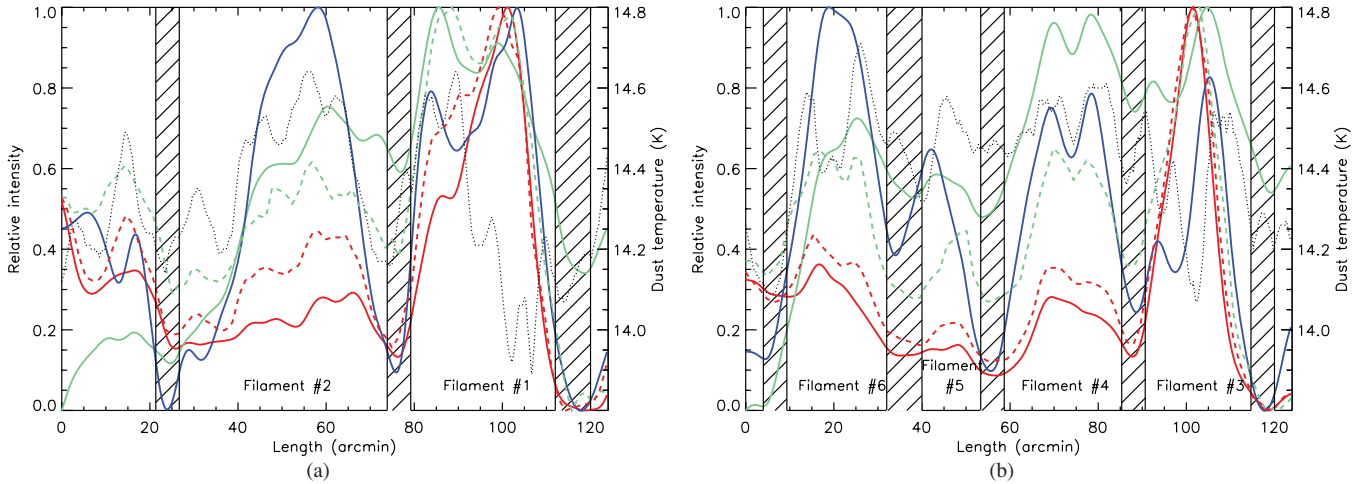 1.0
0.8
0.6
0.4
0.2
0.0
Relative intensity
14.8
14.6
14.4
14.2
14.0
Dust temperature (K)
Filament #2
Filament #1
0 20 40 60 80 100 120
Length (arcmin)
(a)
1.0
0.8
0.6
0.4
0.2
0.0
Relative intensity
14.8
14.6
14.4
14.2
14.0
Dust temperature (K)
Filament #6
Filament
#5
Filament #4
Filament #3
0 20 40 60 80 100 120
Length (arcmin)
(b)